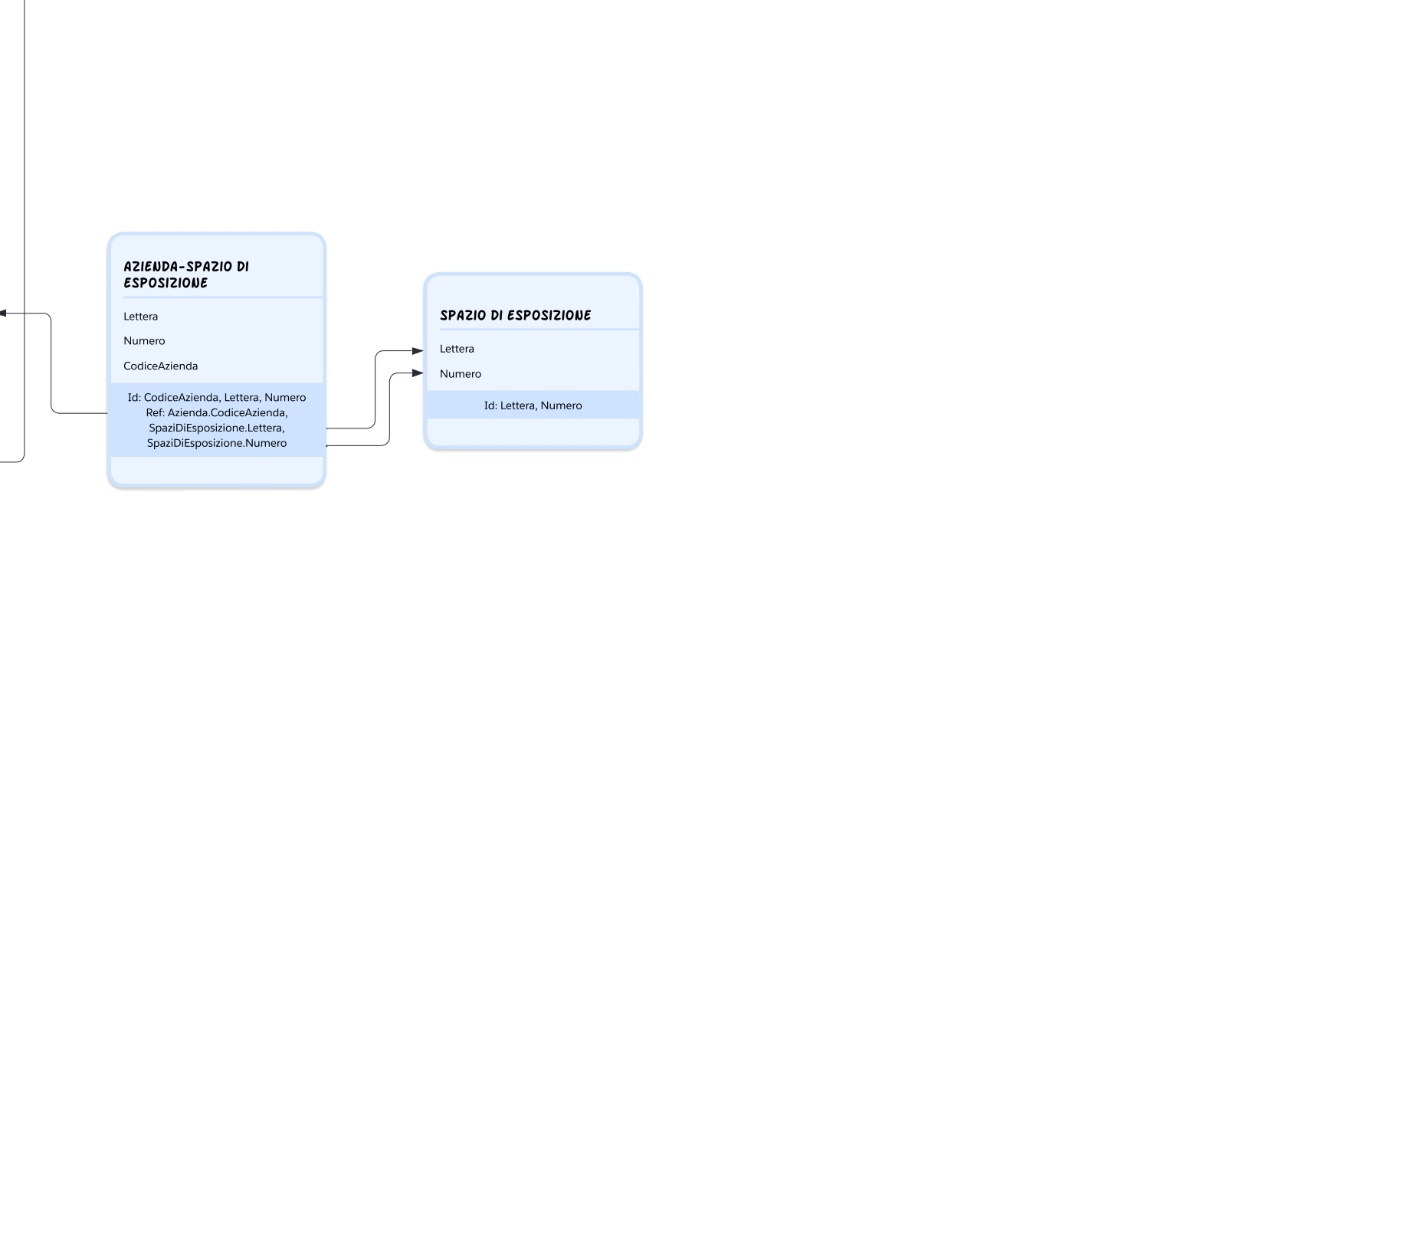 AZIENDA-SPAZIO DI
ESPOSIZIONE
Lettera
Numero
CodiceAzienda
Id: CodiceAzienda, Lettera, Numero
Ref: Azienda.CodiceAzienda,
SpaziDiEsposizione.Lettera,
SpaziDiEsposizione.Numero
SPAZIO DI ESPOSIZIONE
Lettera
Numero
Id: Lettera, Numero